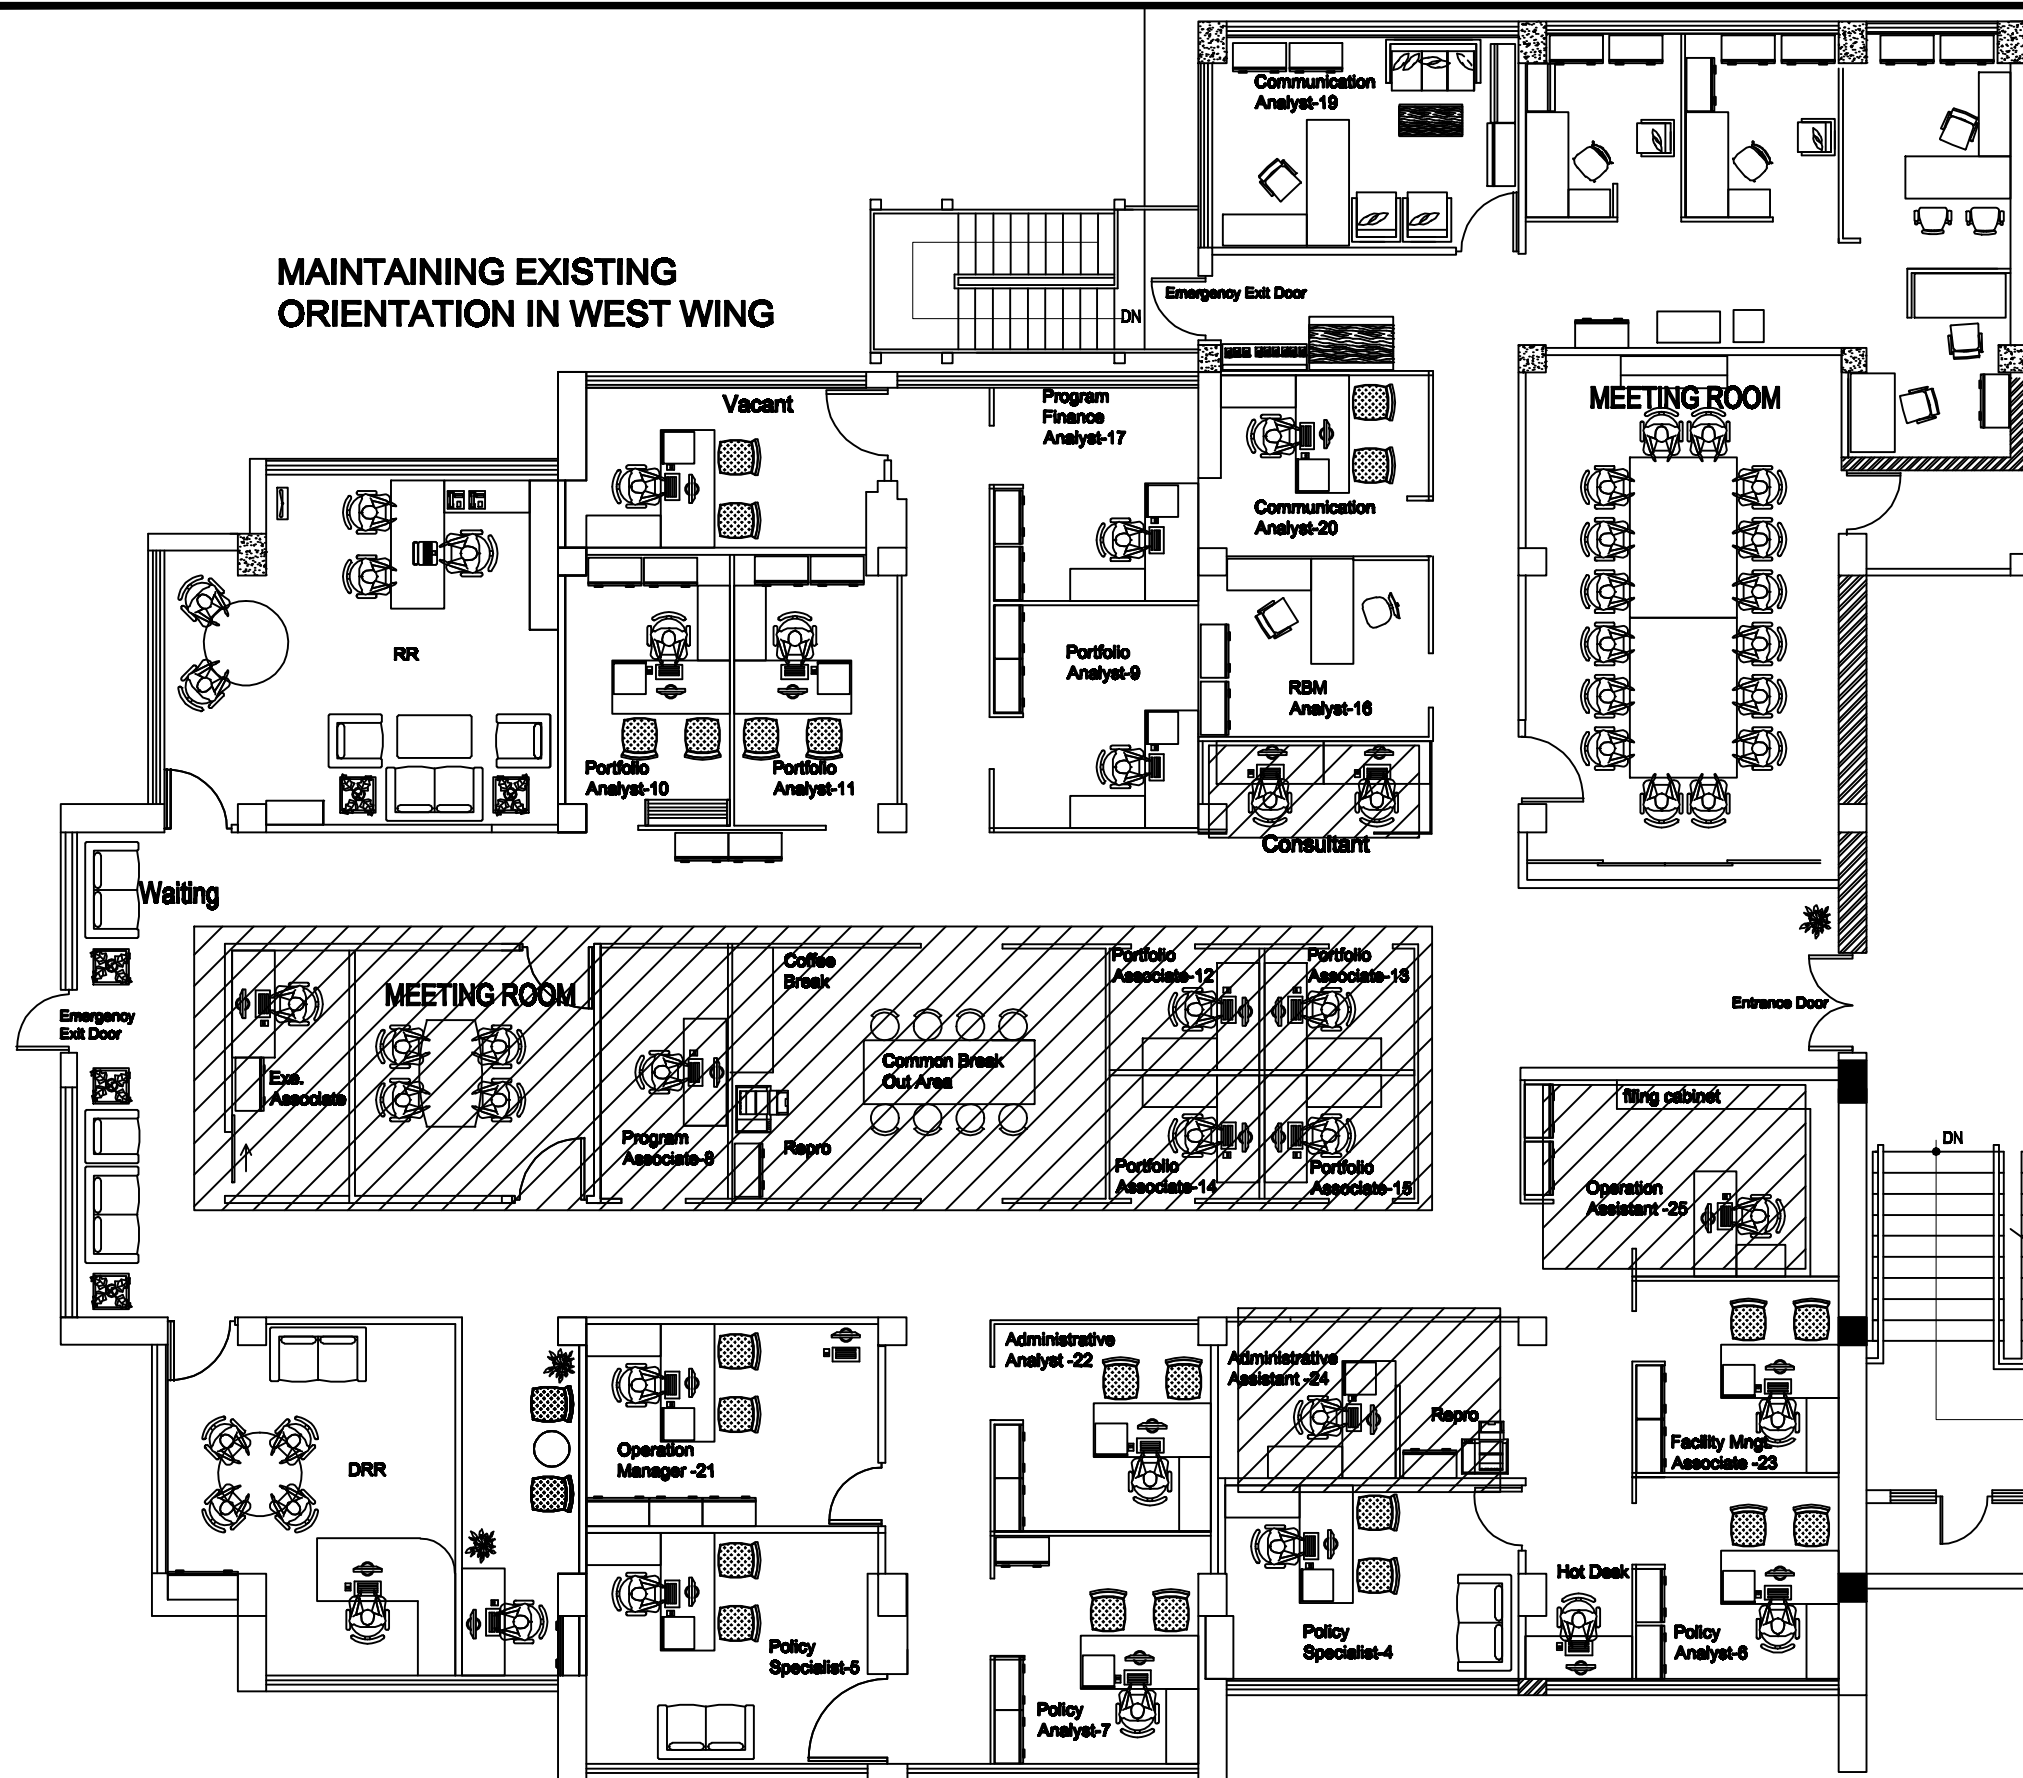 Communication
Analyst-19
MAINTAINING EXISTING
ORIENTATION IN WEST WING
Emergency Exit Door
DN
Vacant
Program
Finance
Analyst-17
MEETING ROOM
Communication
Analyst-20
RR
Portfolio
Analyst-9
RBM
Analyst-16
Portfolio
Analyst-10
Portfolio
Analyst-11
Consultant
Waiting
Emergency
Exit Door
MEETING ROOM
Exe.
Associate
Coffee
Break
Common Break
Out Area
Program
Associate-8
Repro
Portfolio
Associate-12
Portfolio
Associate-13
Portfolio
Associate-14
Portfolio
Associate-15
Entrance Door
filing cabinet
DN
Operation
Assistant -25
Administrative
Analyst -22
Administrative
Assistant -24
Repro
Operation
Manager -21
DRR
Facility Mngt.
Associate -23
Hot Desk
Policy
Specialist-5
Policy
Specialist-4
Policy
Analyst-6
Policy
Analyst-7